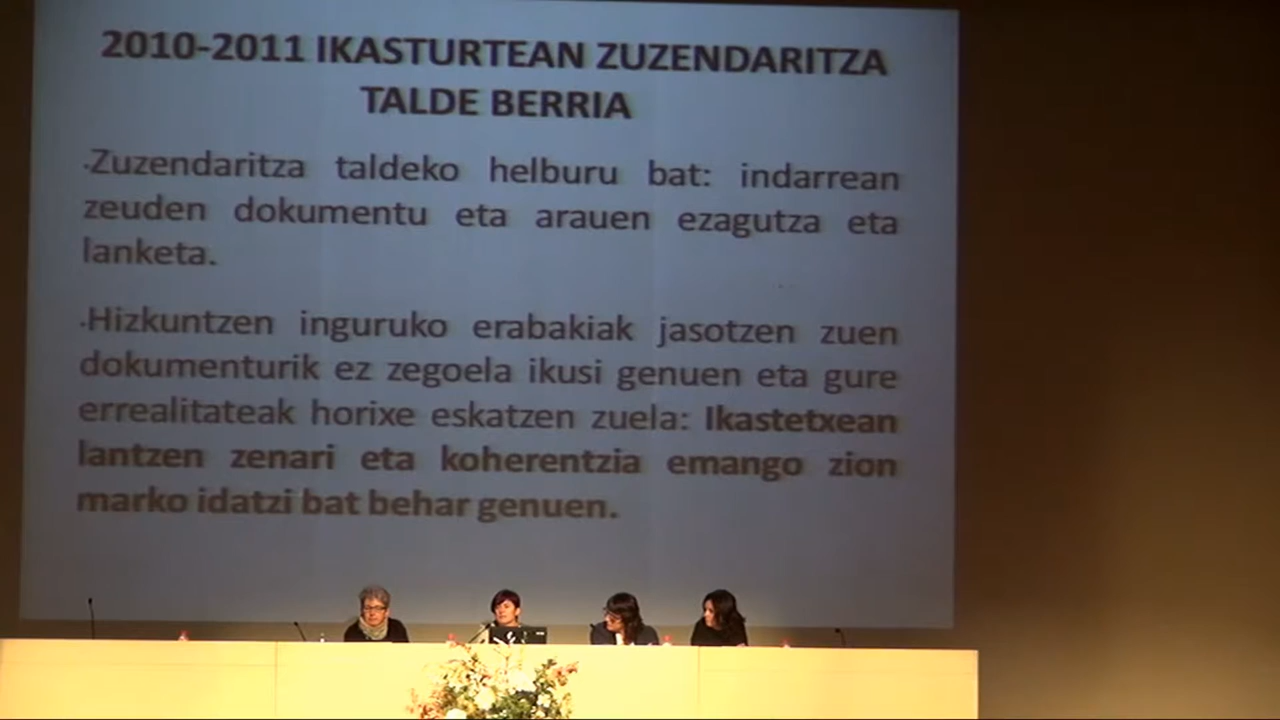 2010-2011 IKASTURTEAN ZUZENDARITZA
TALDE BERRIA
.Zuzendaritza taldeko helburu bat: indarrean
zeuden dokumentu eta arauen ezagutza eta
lanketa.
.Hizkuntzen inguruko erabakiak jasotzen zuen
dokumenturik ez zegoela ikusi genuen eta gure
errealitateak horixe eskatzen zuela: Ikastetxean
lantzen zenari eta koherentzia emango zion
marko idatzi bat behar genuen.